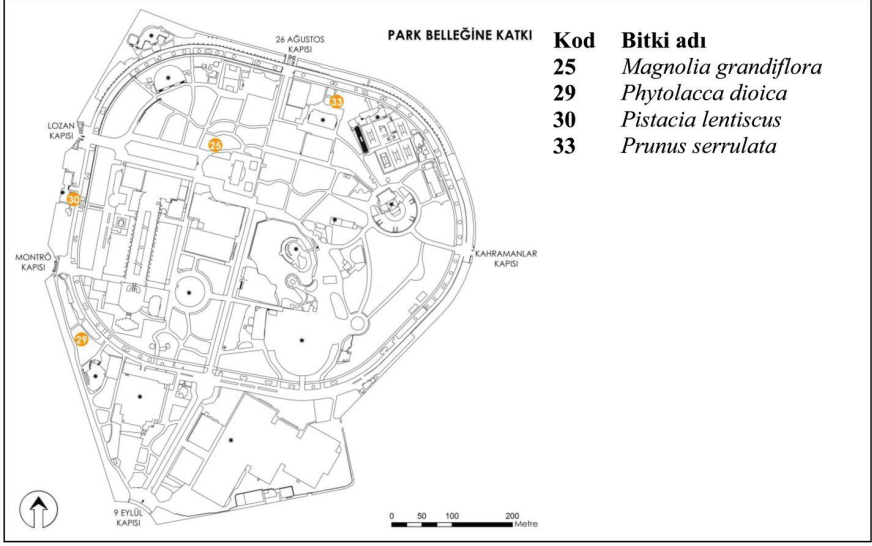 PARK BELLEĞİNE KATKI
26 AĞUSTOS
KAPISI
33
LOZAN
KAPISI
25
30
MONTRÖ
KAPISI
KAHRAMANLAR
KAPISI
29
9 EYLÜL
KAPISI
0 50 100 200
Metre
Kod Bitki adı
25 Magnolia grandiflora
29 Phytolacca dioica
30 Pistacia lentiscus
33 Prunus serrulata